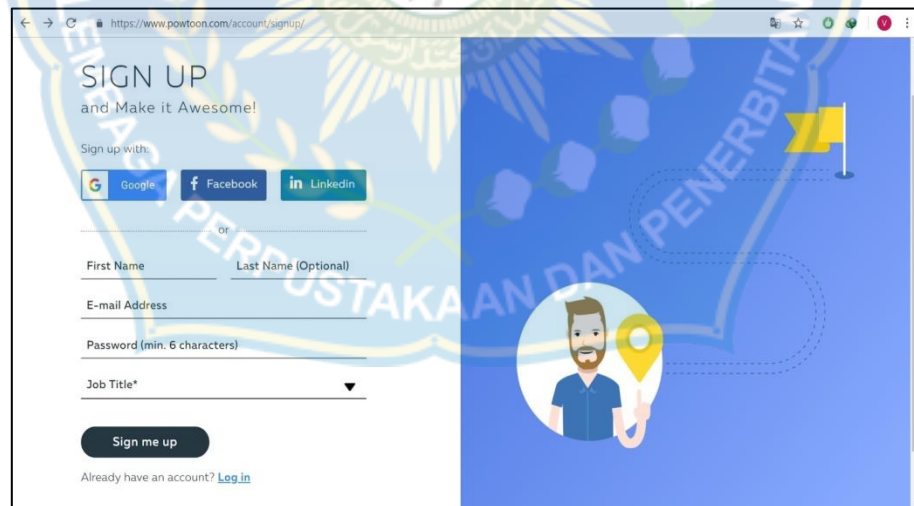 https://www.powtoon.com/account/signup/
V
SIGN UP
and Make it Awesome!
Sign up with:
G Google f Facebook in Linkedin
or
First Name Last Name (Optional)
E-mail Address
Password (min. 6 characters)
Job Title*
Sign me up
Already have an account? Log in
PERPUSTAKAAN DAN PENERBITAN